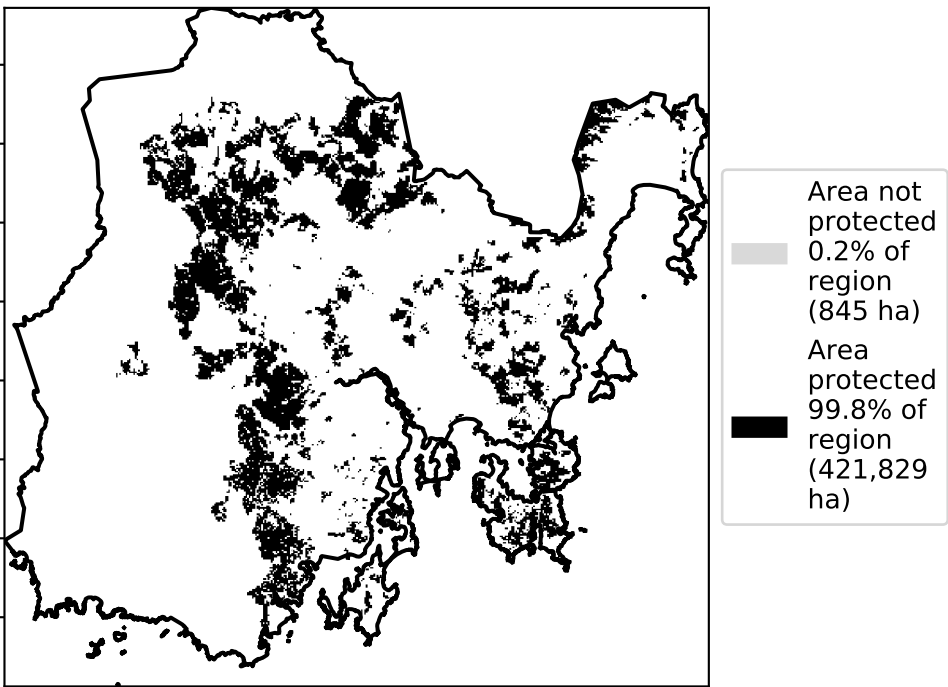 Area not
protected
0.2% of
region
(845 ha)
Area
protected
99.8% of
region
(421,829
ha)